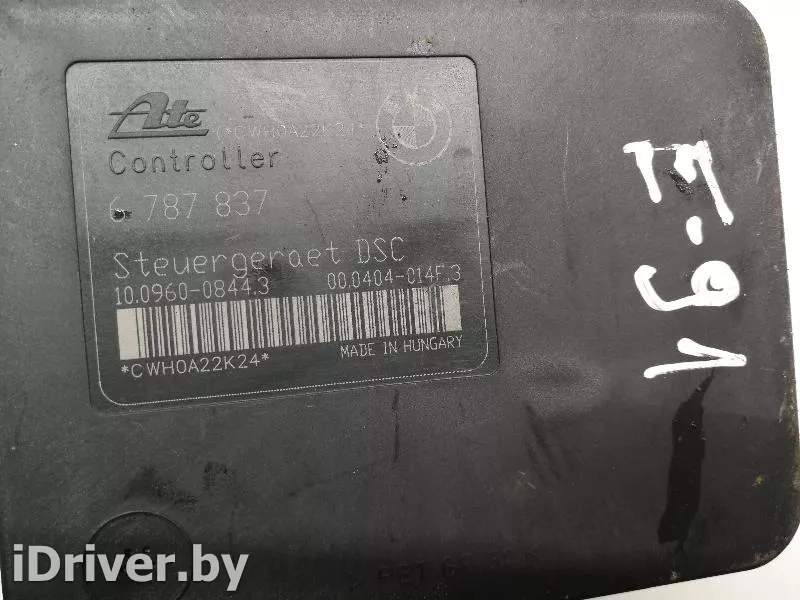 Ate
(*CWH0A22K24*
Controller
6 787 837
Steuergeraet DSC
10.0960-0844.3 00.0404-014F.3
*CWH0A22K24*
MADE IN HUNGARY
E-91
iDriver.by